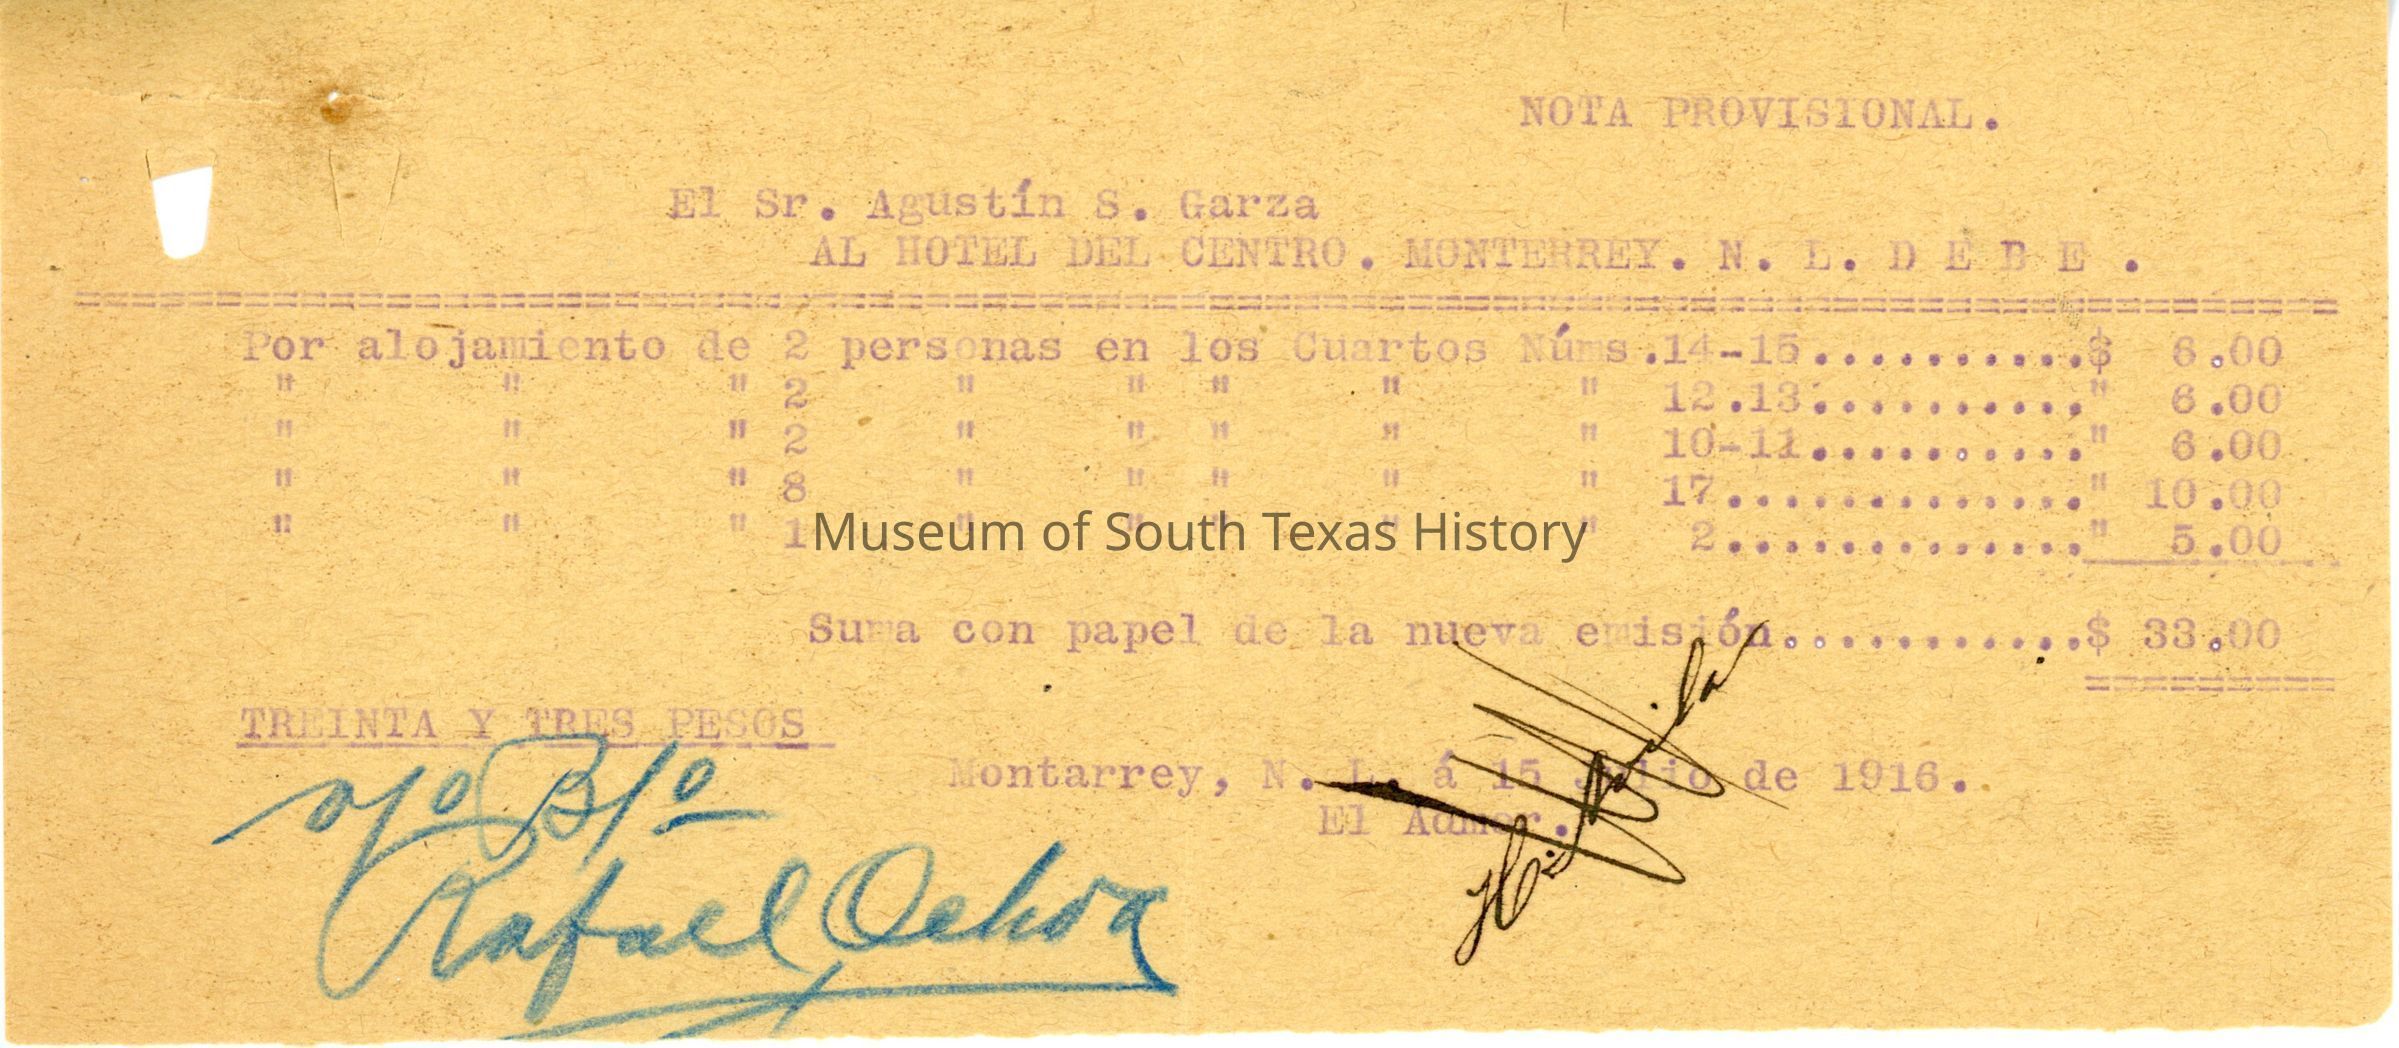 NOTA PROVISIONAL.
El Sr. Agustín S. Garza
AL HOTEL DEL CENTRO. MONTERREY. N. L. D E B E .
==========================================================================
Por alojamiento de 2 personas en los Cuartos Núms.14-15..........$ 6.00
" " " 2 " " " " " 12.13.........." 6.00
" " " 2 " " " " " 10-11.........." 6.00
" " " 8 " " " " " 17............." 10.00
" " " 1 " " " " " 2.............." 5.00
Museum of South Texas History
Suma con papel de la nueva emisión...........$ 33.00
=========
TREINTA Y TRES PESOS
Montarrey, N. L. á 15 Julio de 1916.
El Admor.
Vo Bo
Rafael Ochoa